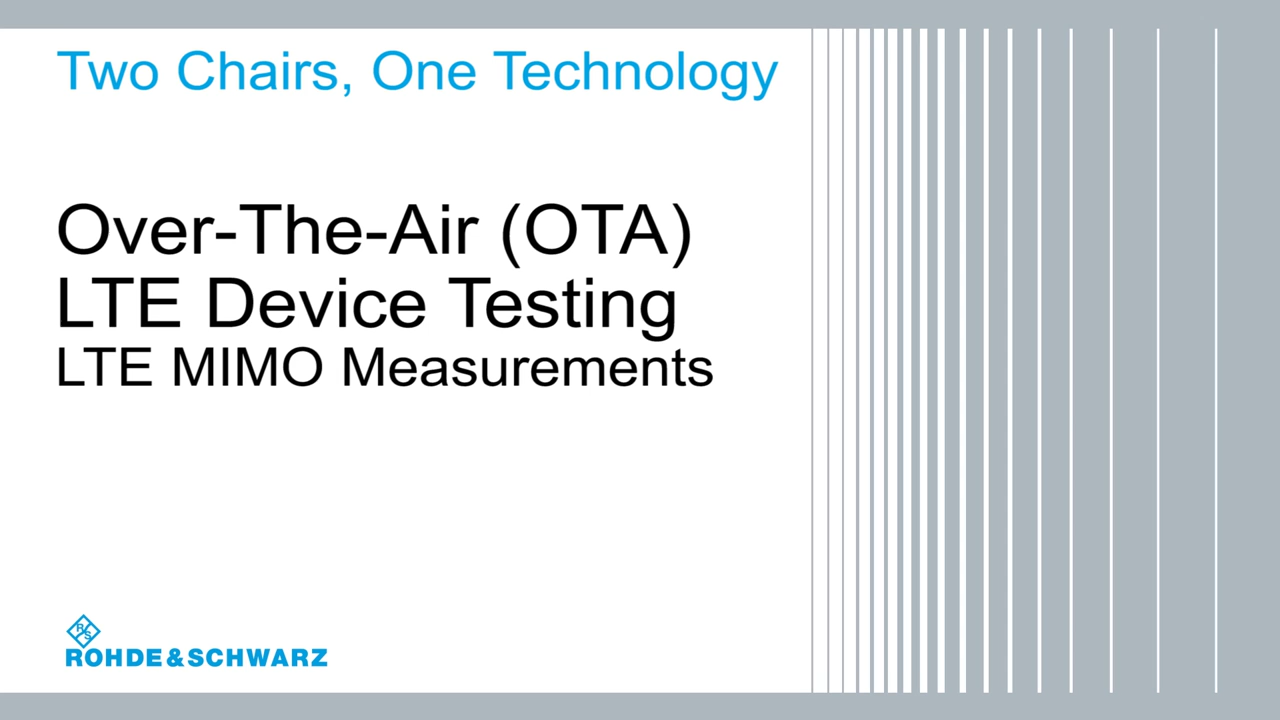 Two Chairs, One Technology
Over-The-Air (OTA)
LTE Device Testing
LTE MIMO Measurements
R S
ROHDE&SCHWARZ